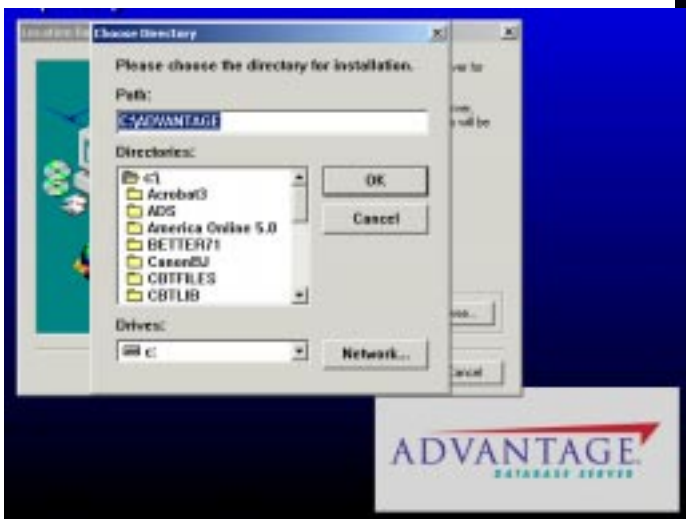 Choose Directory
Please choose the directory for installation.
Path:
C:\ADVANTAGE
Directories:
c:\
Acrobat3
ADS
America Online 5.0
BETTER71
CanonBJ
CBTFILES
CBTLIB
OK
Cancel
Drives:
c:
Network...
Cancel
ADVANTAGE
DATABASE SERVER